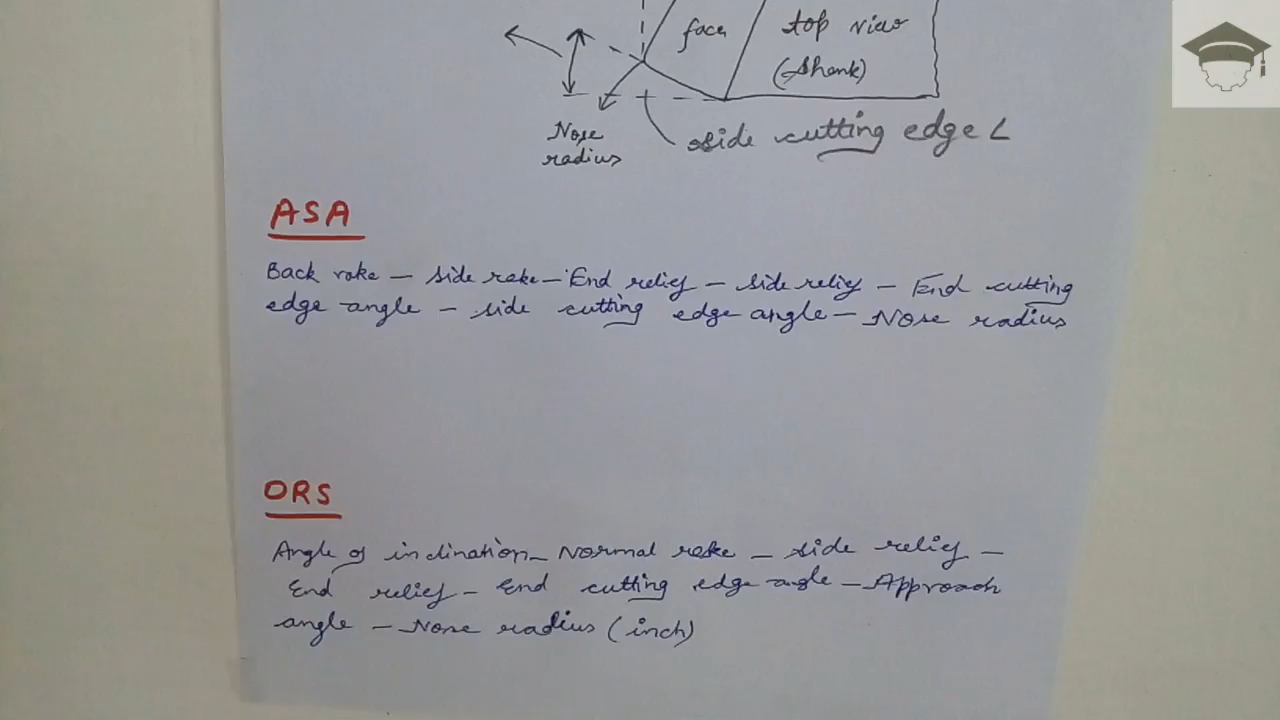 face
top view
(Shank)
Nose
radius
side cutting edge ∠
ASA
Back rake – side rake – End relief – side relief – End cutting
edge angle – side cutting edge angle – Nose radius
ORS
Angle of inclination – Normal rake – side relief –
End relief – End cutting edge angle – Approach
angle – Nose radius (inch)